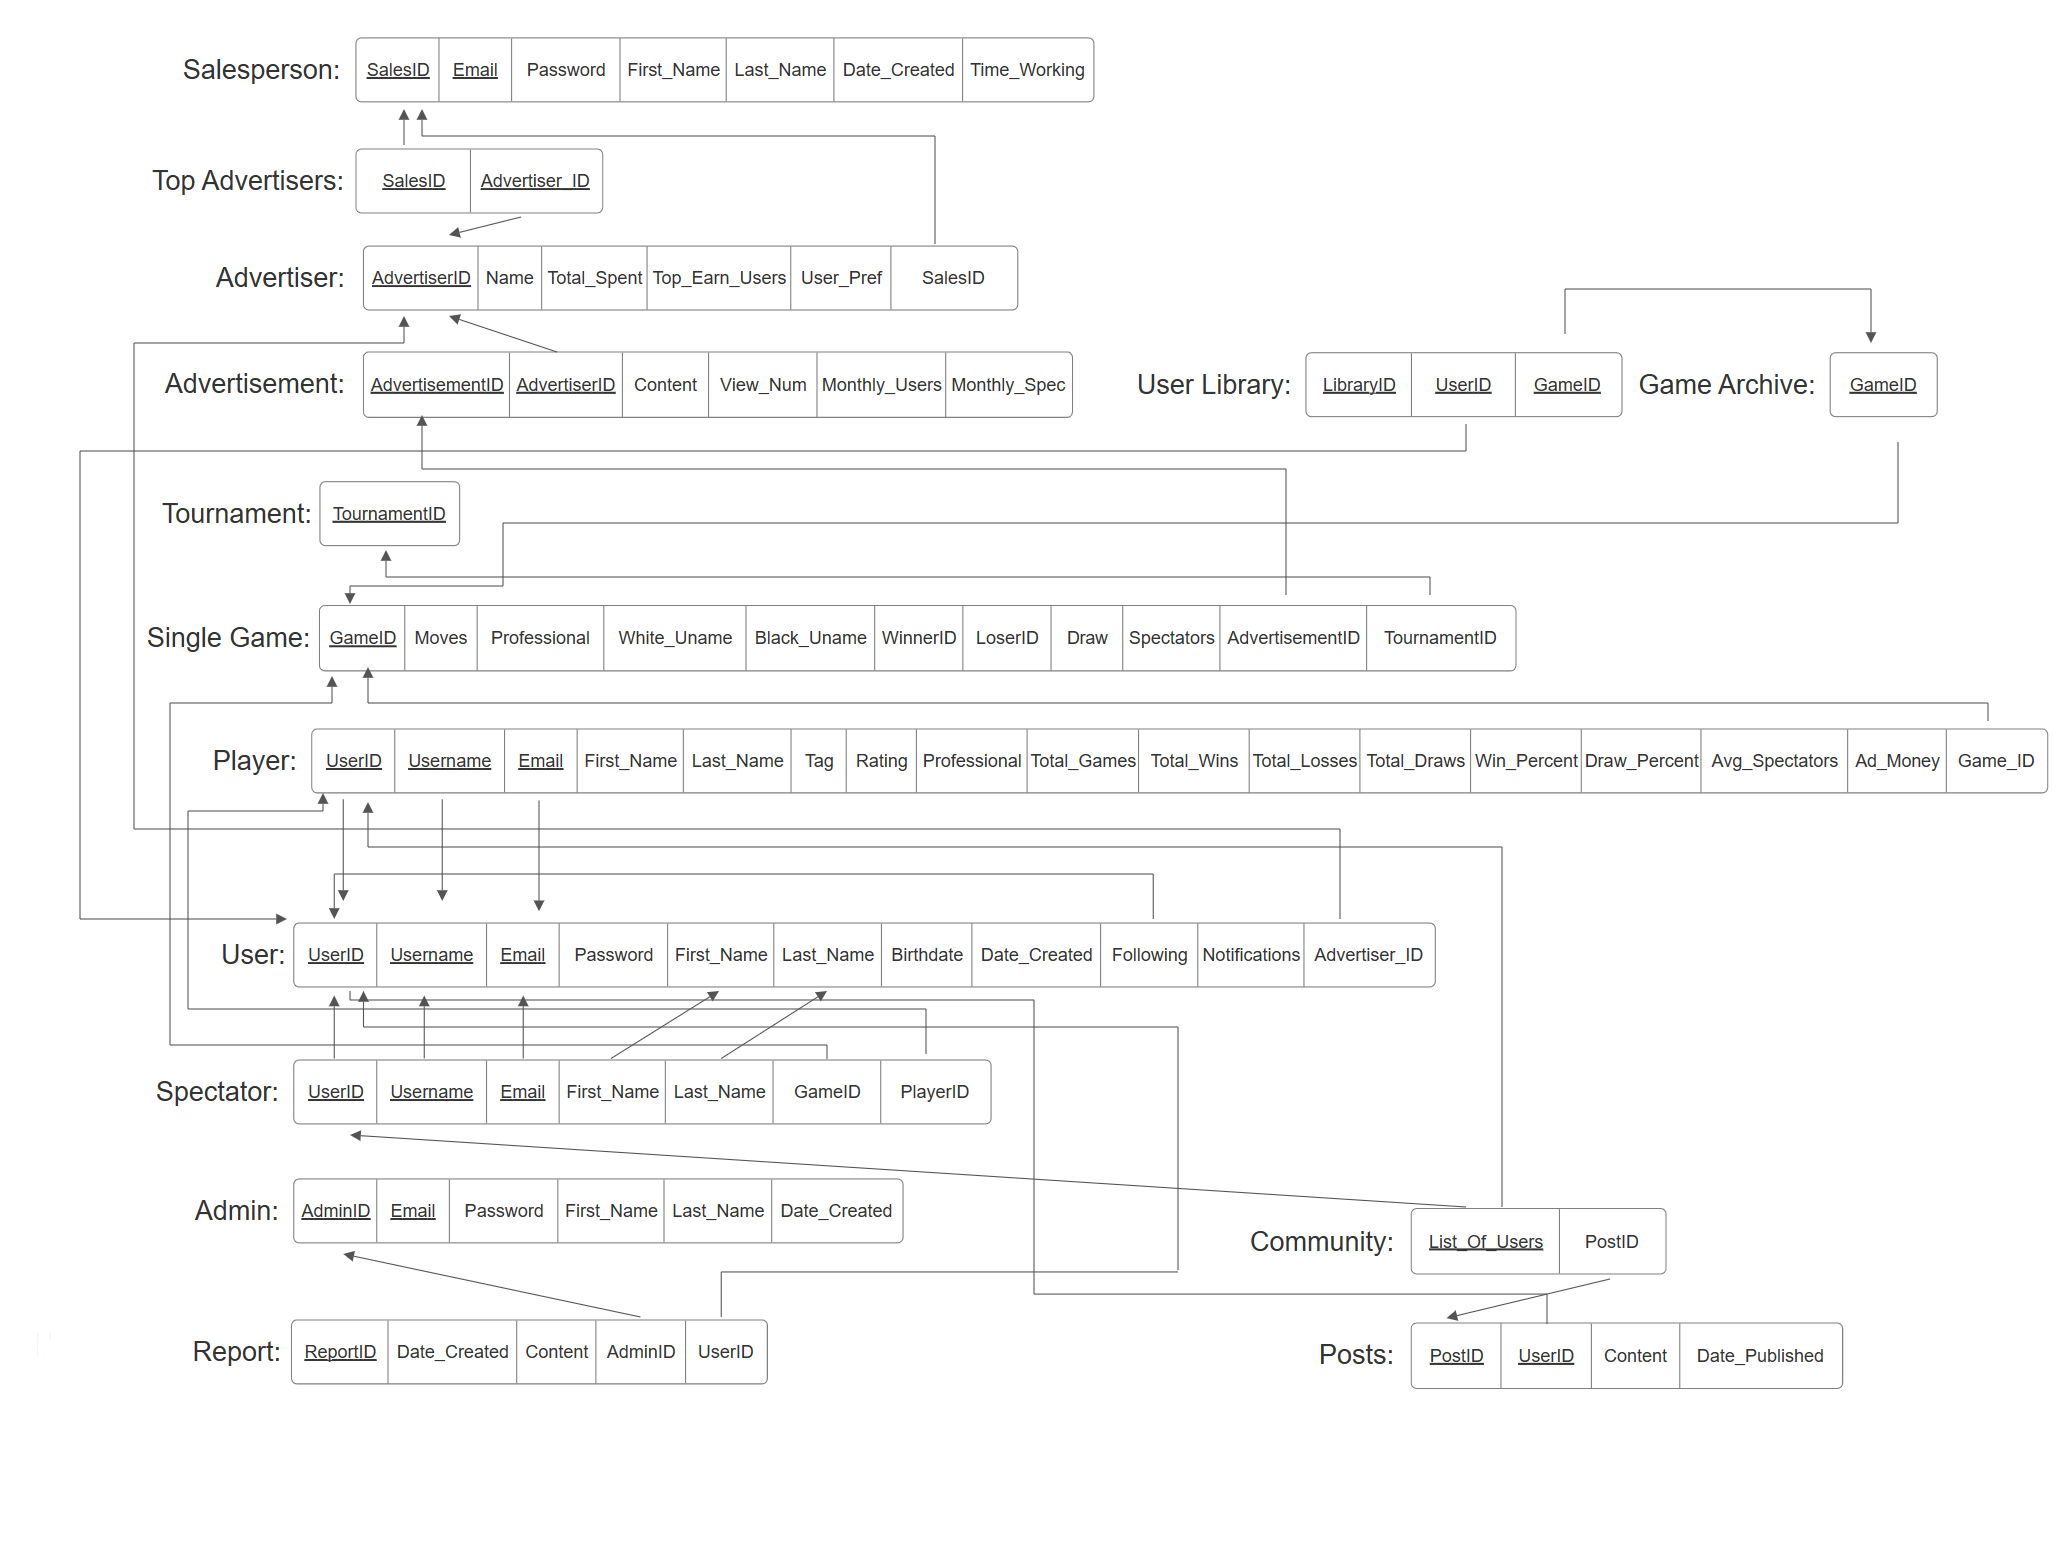 Salesperson: SalesID Email Password First_Name Last_Name Date_Created Time_Working
Top Advertisers: SalesID Advertiser_ID
Advertiser: AdvertiserID Name Total_Spent Top_Earn_Users User_Pref SalesID
Advertisement: AdvertisementID AdvertiserID Content View_Num Monthly_Users Monthly_Spec
User Library: LibraryID UserID GameID
Game Archive: GameID
Tournament: TournamentID
Single Game: GameID Moves Professional White_Uname Black_Uname WinnerID LoserID Draw Spectators AdvertisementID TournamentID
Player: UserID Username Email First_Name Last_Name Tag Rating Professional Total_Games Total_Wins Total_Losses Total_Draws Win_Percent Draw_Percent Avg_Spectators Ad_Money Game_ID
User: UserID Username Email Password First_Name Last_Name Birthdate Date_Created Following Notifications Advertiser_ID
Spectator: UserID Username Email First_Name Last_Name GameID PlayerID
Admin: AdminID Email Password First_Name Last_Name Date_Created
Community: List_Of_Users PostID
Report: ReportID Date_Created Content AdminID UserID
Posts: PostID UserID Content Date_Published